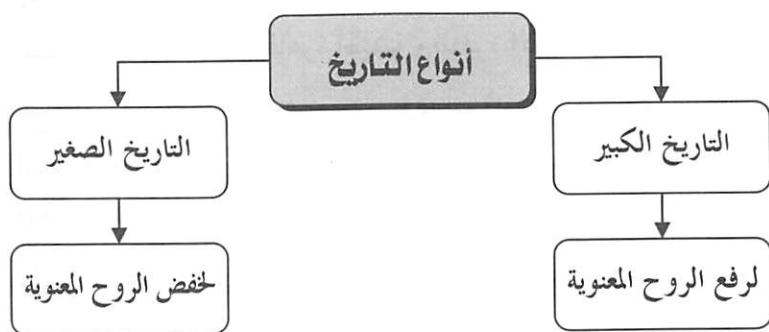 أنواع التاريخ
التاريخ الكبير
التاريخ الصغير
لرفع الروح المعنوية
لخفض الروح المعنوية